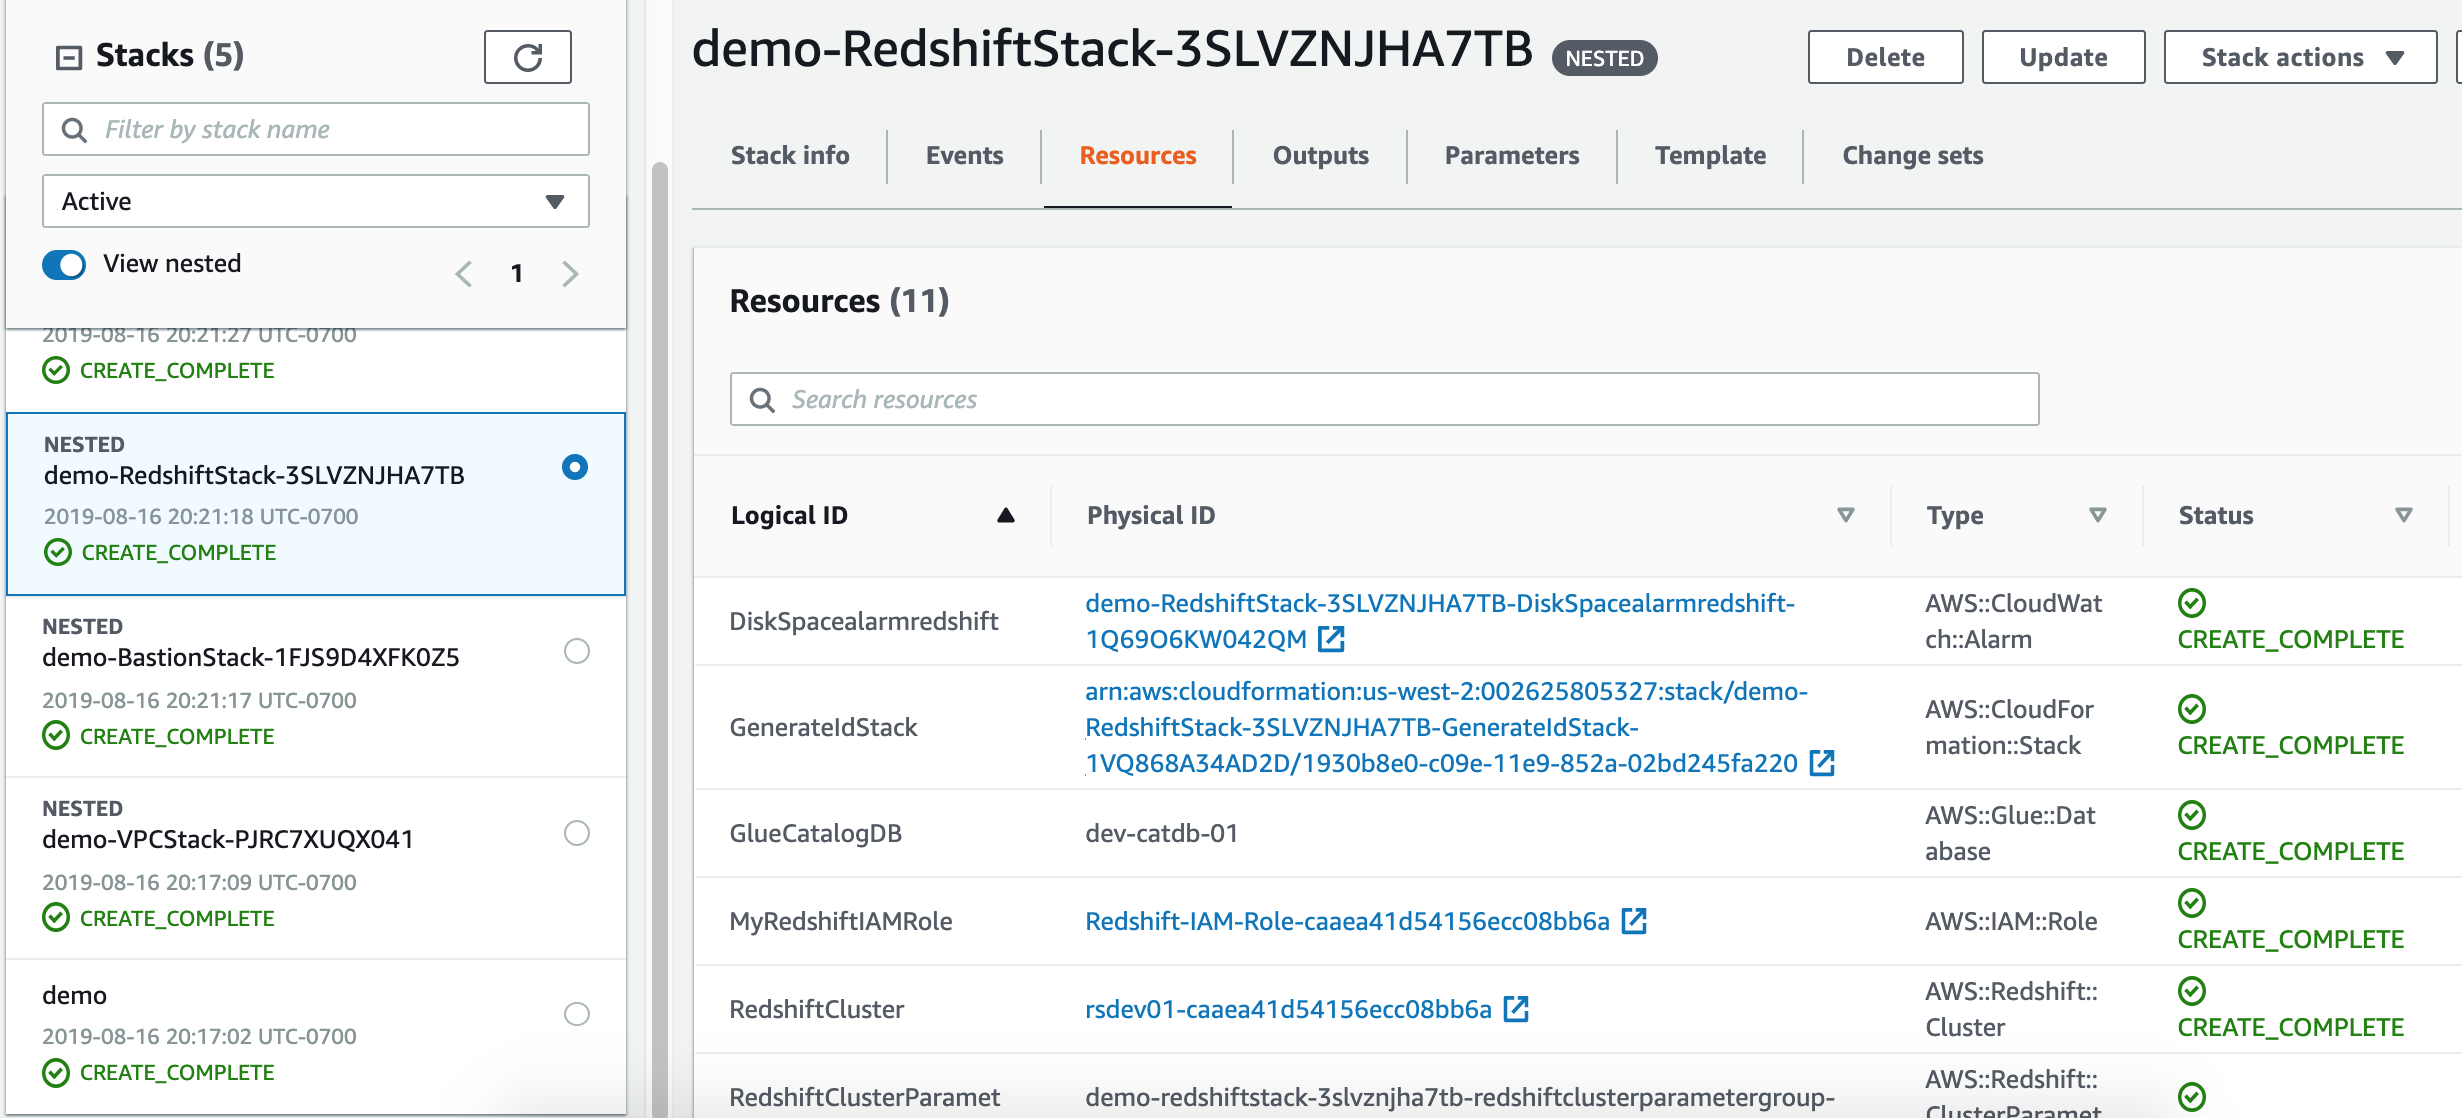 Stacks (5)
Filter by stack name
Active
View nested
1
2019-08-16 20:21:27 UTC-0700
CREATE_COMPLETE
NESTED
demo-RedshiftStack-3SLVZNJHA7TB
2019-08-16 20:21:18 UTC-0700
CREATE_COMPLETE
NESTED
demo-BastionStack-1FJS9D4XFK0Z5
2019-08-16 20:21:17 UTC-0700
CREATE_COMPLETE
NESTED
demo-VPCStack-PJRC7XUQX041
2019-08-16 20:17:09 UTC-0700
CREATE_COMPLETE
demo
2019-08-16 20:17:02 UTC-0700
CREATE_COMPLETE
demo-RedshiftStack-3SLVZNJHA7TB NESTED
Delete Update Stack actions
Stack info Events Resources Outputs Parameters Template Change sets
Resources (11)
Search resources
Logical ID Physical ID Type Status
DiskSpacealarmredshift
demo-RedshiftStack-3SLVZNJHA7TB-DiskSpacealarmredshift-
1Q69O6KW042QM
AWS::CloudWat
ch::Alarm
CREATE_COMPLETE
GenerateIdStack
arn:aws:cloudformation:us-west-2:002625805327:stack/demo-
RedshiftStack-3SLVZNJHA7TB-GenerateIdStack-
1VQ868A34AD2D/1930b8e0-c09e-11e9-852a-02bd245fa220
AWS::CloudFor
mation::Stack
CREATE_COMPLETE
GlueCatalogDB
dev-catdb-01
AWS::Glue::Dat
abase
CREATE_COMPLETE
MyRedshiftIAMRole
Redshift-IAM-Role-caaea41d54156ecc08bb6a
AWS::IAM::Role
CREATE_COMPLETE
RedshiftCluster
rsdev01-caaea41d54156ecc08bb6a
AWS::Redshift::
Cluster
CREATE_COMPLETE
RedshiftClusterParamet
demo-redshiftstack-3slvznjha7tb-redshiftclusterparametergroup-
AWS::Redshift::
ClusterParamet